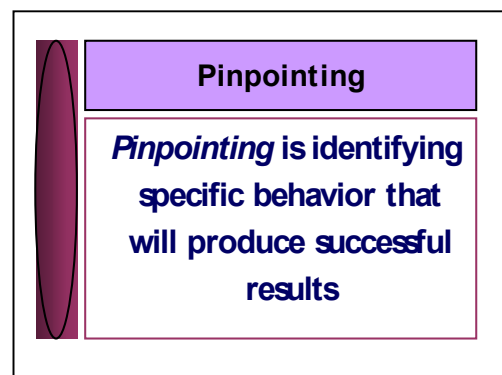 Pinpointing
Pinpointing is identifying
specific behavior that
will produce successful
results